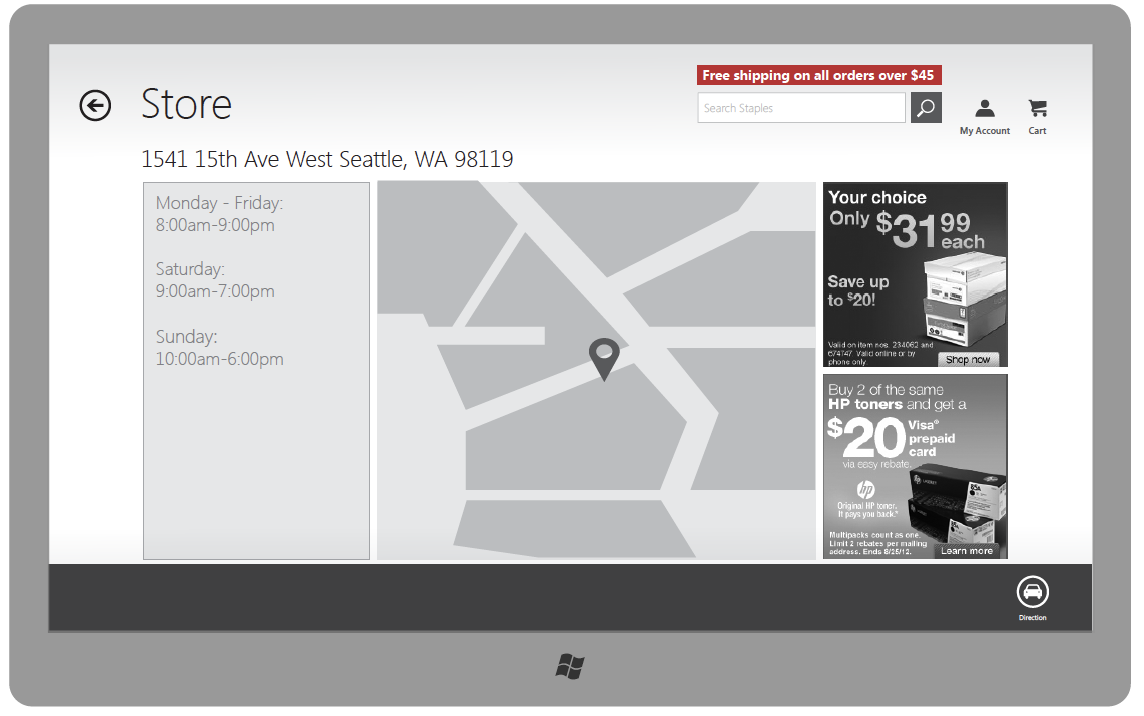 Free shipping on all orders over $45
Store
Search Staples
My Account
Cart
1541 15th Ave West Seattle, WA 98119
Monday - Friday:
8:00am-9:00pm
Saturday:
9:00am-7:00pm
Sunday:
10:00am-6:00pm
Your choice
Only $31 99
each
Save up
to $20!
Valid on item nos. 234062 and
674747. Valid online or by
phone only
Shop now
Buy 2 of the same
HP toners and get a
$20 Visa®
prepaid
card
via easy rebate.
hp
Original HP toner.
It pays you back.*
85A
85A
Multipacks count as one.
Limit 2 rebates per mailing
address. Ends 8/25/12.
Learn more
Direction